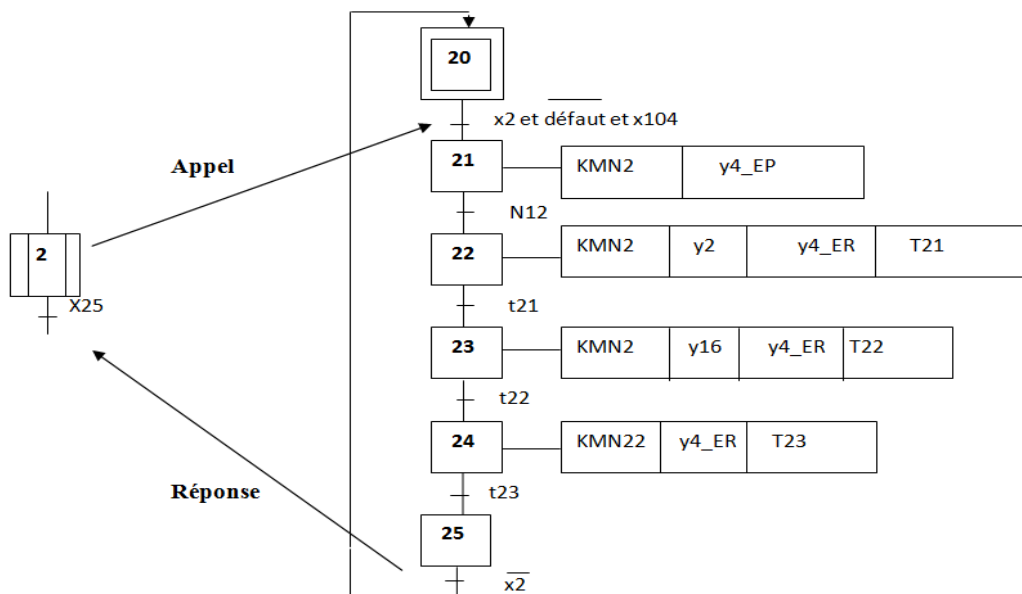 20
x2 et défaut et x104
Appel
21 KMN2 y4_EP
N12
2
22 KMN2 y2 y4_ER T21
X25
t21
23 KMN2 y16 y4_ER T22
t22
24 KMN22 y4_ER T23
Réponse
t23
25
x̅2̅